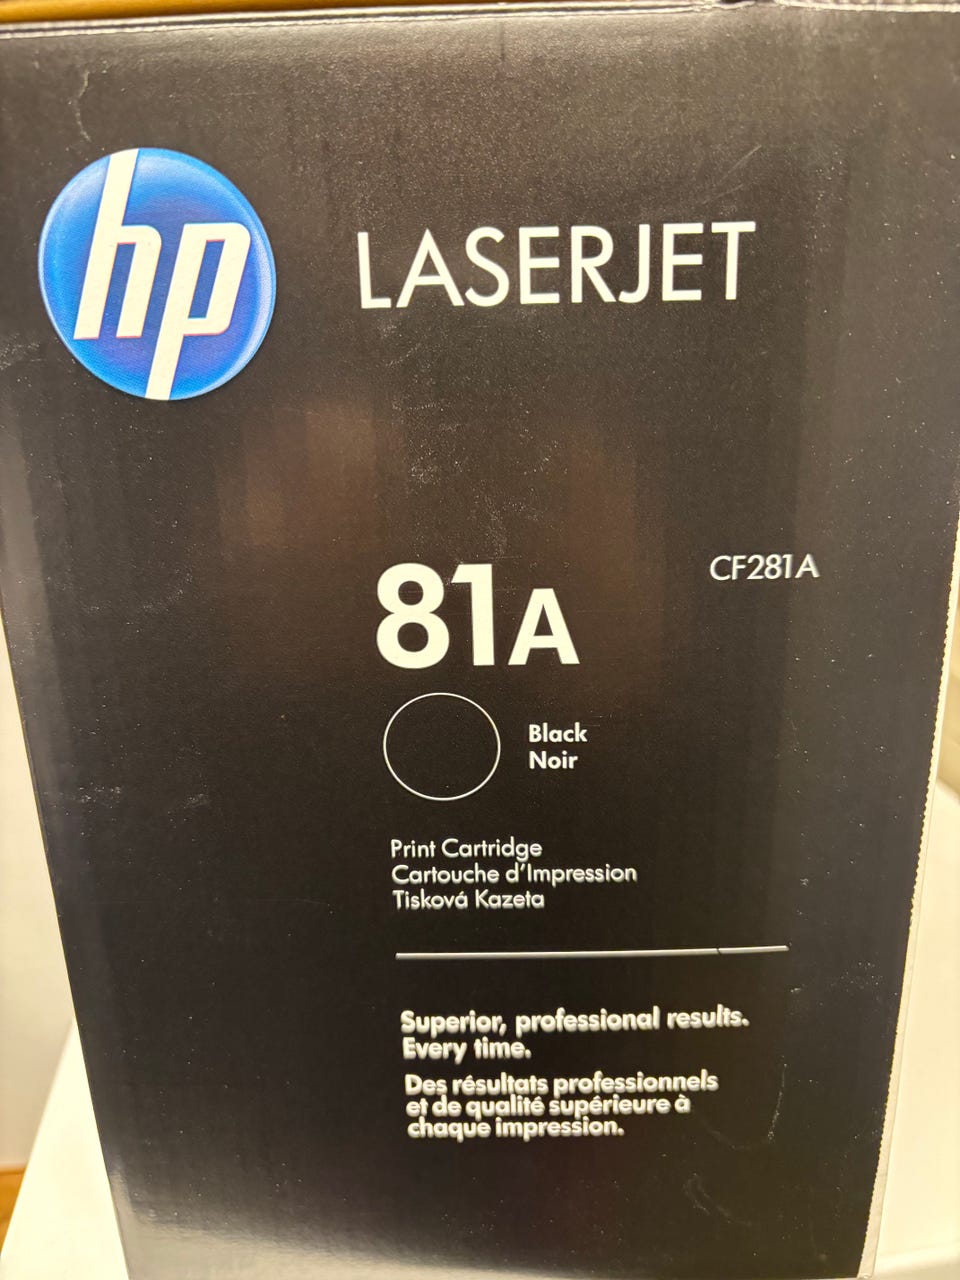 hp
LASERJET
81A
CF281A
Black
Noir
Print Cartridge
Cartouche d'Impression
Tisková Kazeta
Superior, professional results.
Every time.
Des résultats professionnels
et de qualité supérieure à
chaque impression.